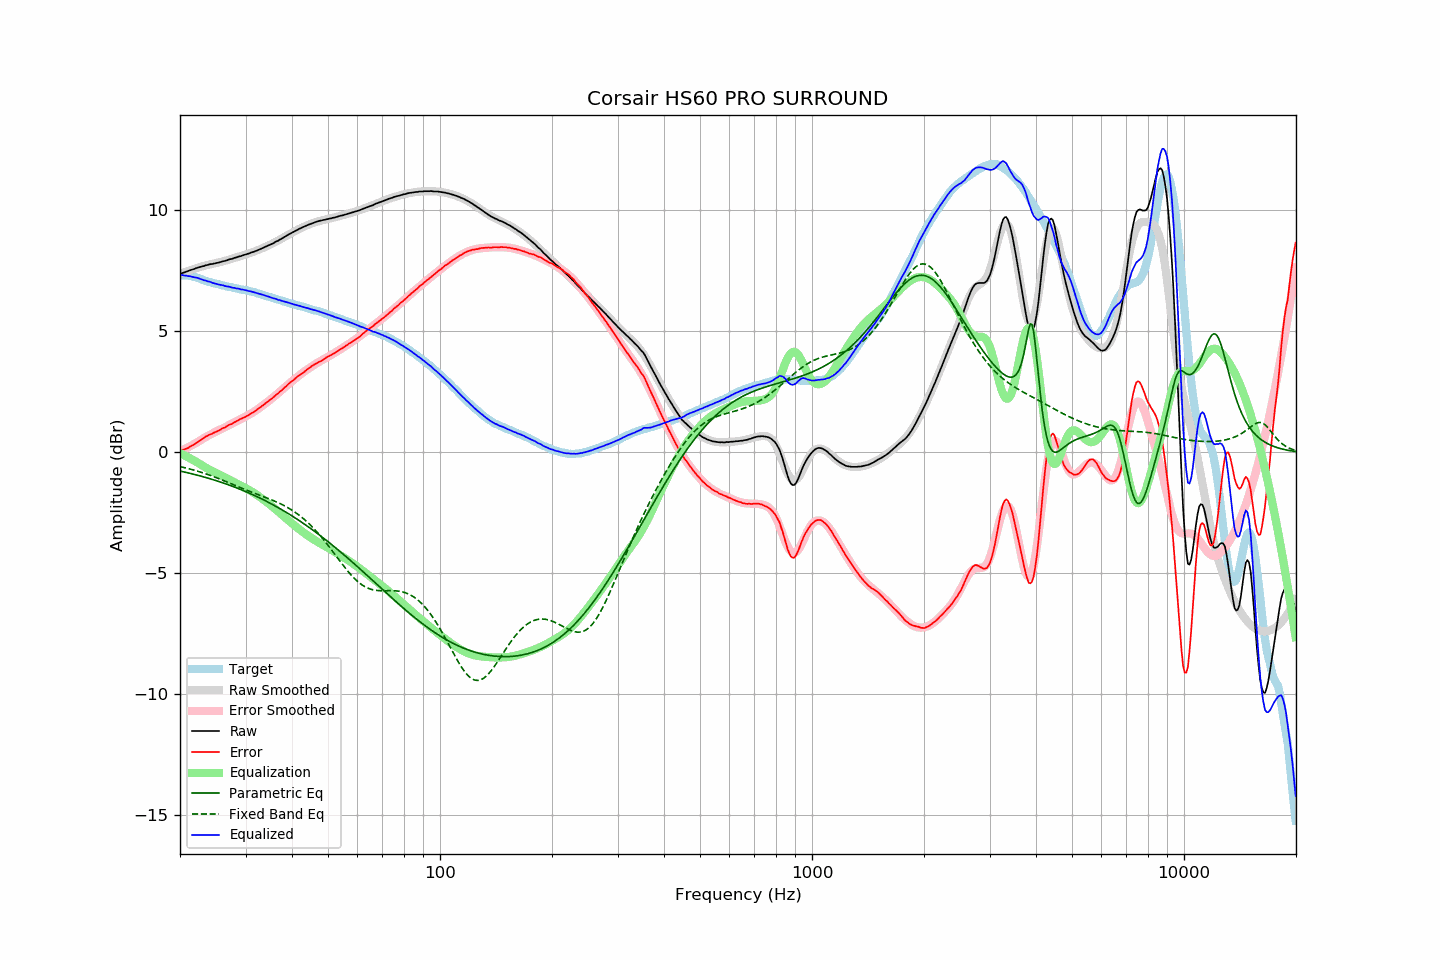 Corsair HS60 PRO SURROUND
Amplitude (dBr)
10
5
0
−5
−10
−15
Target
Raw Smoothed
Error Smoothed
Raw
Error
Equalization
Parametric Eq
Fixed Band Eq
Equalized
100
1000
10000
Frequency (Hz)